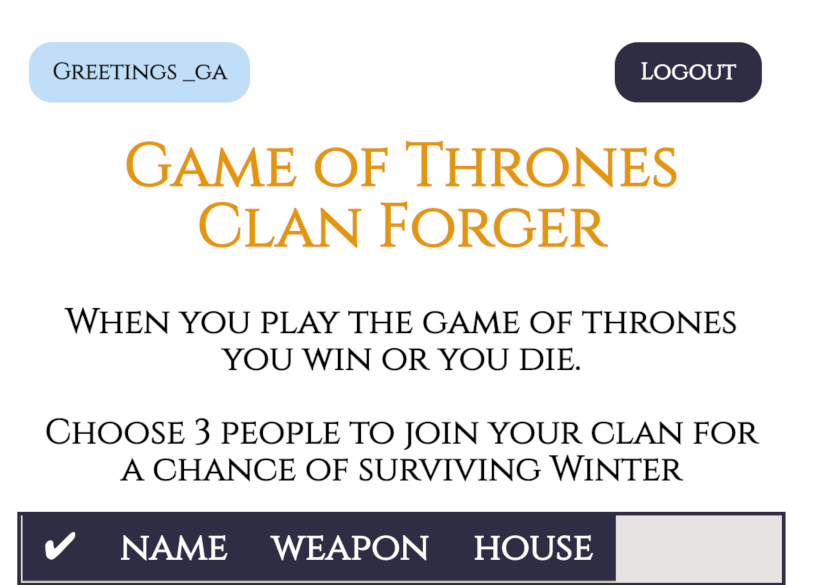 Greetings _ga
Logout
Game of Thrones
Clan Forger
When you play the game of thrones
you win or you die.
Choose 3 people to join your clan for
a chance of surviving Winter
✔ name weapon house